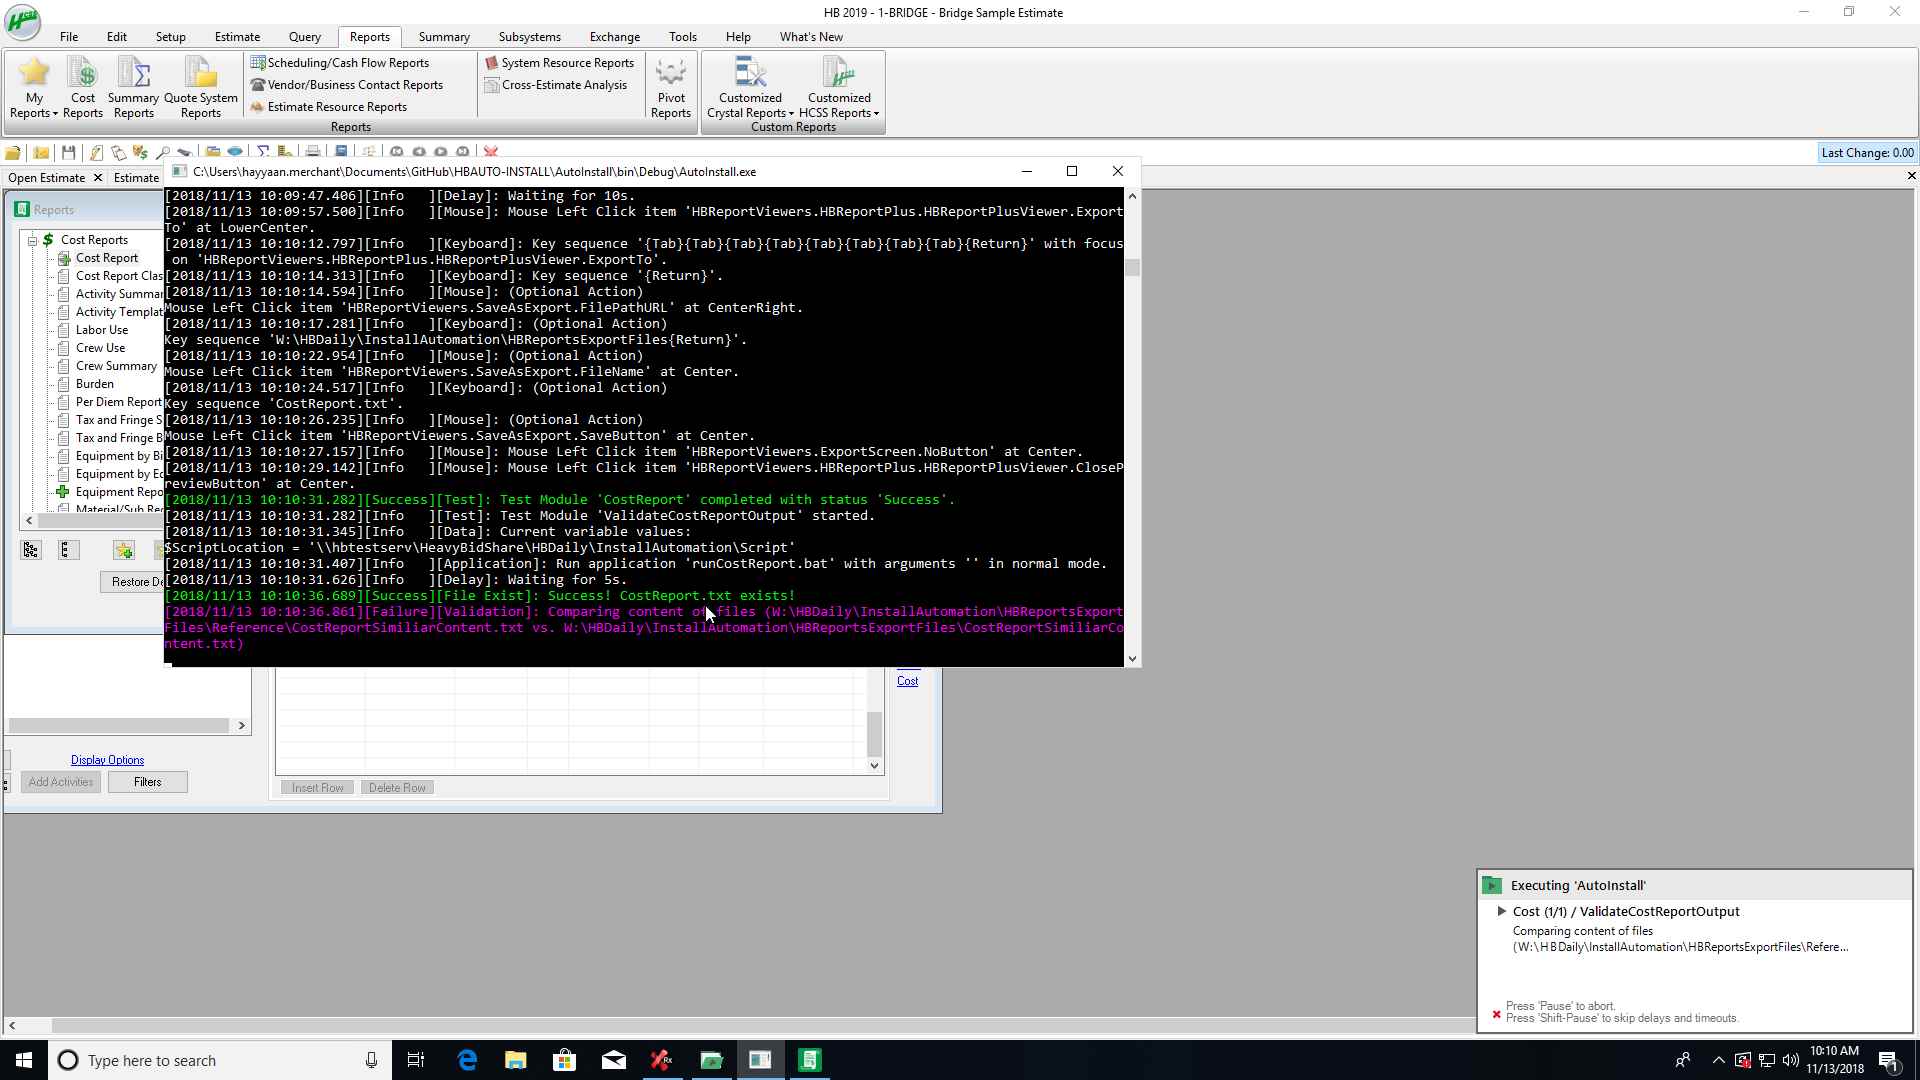 HB 2019 - 1-BRIDGE - Bridge Sample Estimate
File Edit Setup Estimate Query Reports Summary Subsystems Exchange Tools Help What's New
My Reports
Cost Reports
Summary Reports
Quote System Reports
Scheduling/Cash Flow Reports
Vendor/Business Contact Reports
Estimate Resource Reports
System Resource Reports
Cross-Estimate Analysis
Pivot Reports
Customized Crystal Reports
Customized HCSS Reports
Reports
Custom Reports
Last Change: 0.00
Open Estimate
Estimate
C:\Users\hayyaan.merchant\Documents\GitHub\HBAUTO-INSTALL\AutoInstall\bin\Debug\AutoInstall.exe
Reports
Cost Reports
Cost Report
Cost Report Clas
Activity Summar
Activity Templat
Labor Use
Crew Use
Crew Summary
Burden
Per Diem Report
Tax and Fringe S
Tax and Fringe B
Equipment by Bi
Equipment by Ec
Equipment Repo
Material/Sub Re
Restore De
[2018/11/13 10:09:47.406][Info   ][Delay]: Waiting for 10s.
[2018/11/13 10:09:57.500][Info   ][Mouse]: Mouse Left Click item 'HBReportViewers.HBReportPlus.HBReportPlusViewer.Export
To' at LowerCenter.
[2018/11/13 10:10:12.797][Info   ][Keyboard]: Key sequence '{Tab}{Tab}{Tab}{Tab}{Tab}{Tab}{Tab}{Tab}{Return}' with focus
on 'HBReportViewers.HBReportPlus.HBReportPlusViewer.ExportTo'.
[2018/11/13 10:10:14.313][Info   ][Keyboard]: Key sequence '{Return}'.
[2018/11/13 10:10:14.594][Info   ][Mouse]: (Optional Action)
Mouse Left Click item 'HBReportViewers.SaveAsExport.FilePathURL' at CenterRight.
[2018/11/13 10:10:17.281][Info   ][Keyboard]: (Optional Action)
Key sequence 'W:\HBDaily\InstallAutomation\HBReportsExportFiles{Return}'.
[2018/11/13 10:10:22.954][Info   ][Mouse]: (Optional Action)
Mouse Left Click item 'HBReportViewers.SaveAsExport.FileName' at Center.
[2018/11/13 10:10:24.517][Info   ][Keyboard]: (Optional Action)
Key sequence 'CostReport.txt'.
[2018/11/13 10:10:26.235][Info   ][Mouse]: (Optional Action)
Mouse Left Click item 'HBReportViewers.SaveAsExport.SaveButton' at Center.
[2018/11/13 10:10:27.157][Info   ][Mouse]: Mouse Left Click item 'HBReportViewers.ExportScreen.NoButton' at Center.
[2018/11/13 10:10:29.142][Info   ][Mouse]: Mouse Left Click item 'HBReportViewers.HBReportPlus.HBReportPlusViewer.CloseP
reviewButton' at Center.
[2018/11/13 10:10:31.282][Success][Test]: Test Module 'CostReport' completed with status 'Success'.
[2018/11/13 10:10:31.282][Info   ][Test]: Test Module 'ValidateCostReportOutput' started.
[2018/11/13 10:10:31.345][Info   ][Data]: Current variable values:
$ScriptLocation = '\\hbtestserv\HeavyBidShare\HBDaily\InstallAutomation\Script'
[2018/11/13 10:10:31.407][Info   ][Application]: Run application 'runCostReport.bat' with arguments '' in normal mode.
[2018/11/13 10:10:31.626][Info   ][Delay]: Waiting for 5s.
[2018/11/13 10:10:36.689][Success][File Exist]: Success! CostReport.txt exists!
[2018/11/13 10:10:36.861][Failure][Validation]: Comparing content of files (W:\HBDaily\InstallAutomation\HBReportsExport
Files\Reference\CostReportSimiliarContent.txt vs. W:\HBDaily\InstallAutomation\HBReportsExportFiles\CostReportSimiliarCo
ntent.txt)
Cost
Display Options
Add Activities
Filters
Insert Row
Delete Row
Executing 'AutoInstall'
Cost (1/1) / ValidateCostReportOutput
Comparing content of files
(W:\HBDaily\InstallAutomation\HBReportsExportFiles\Refere...
Press 'Pause' to abort.
Press 'Shift-Pause' to skip delays and timeouts.
Type here to search
10:10 AM
11/13/2018
1